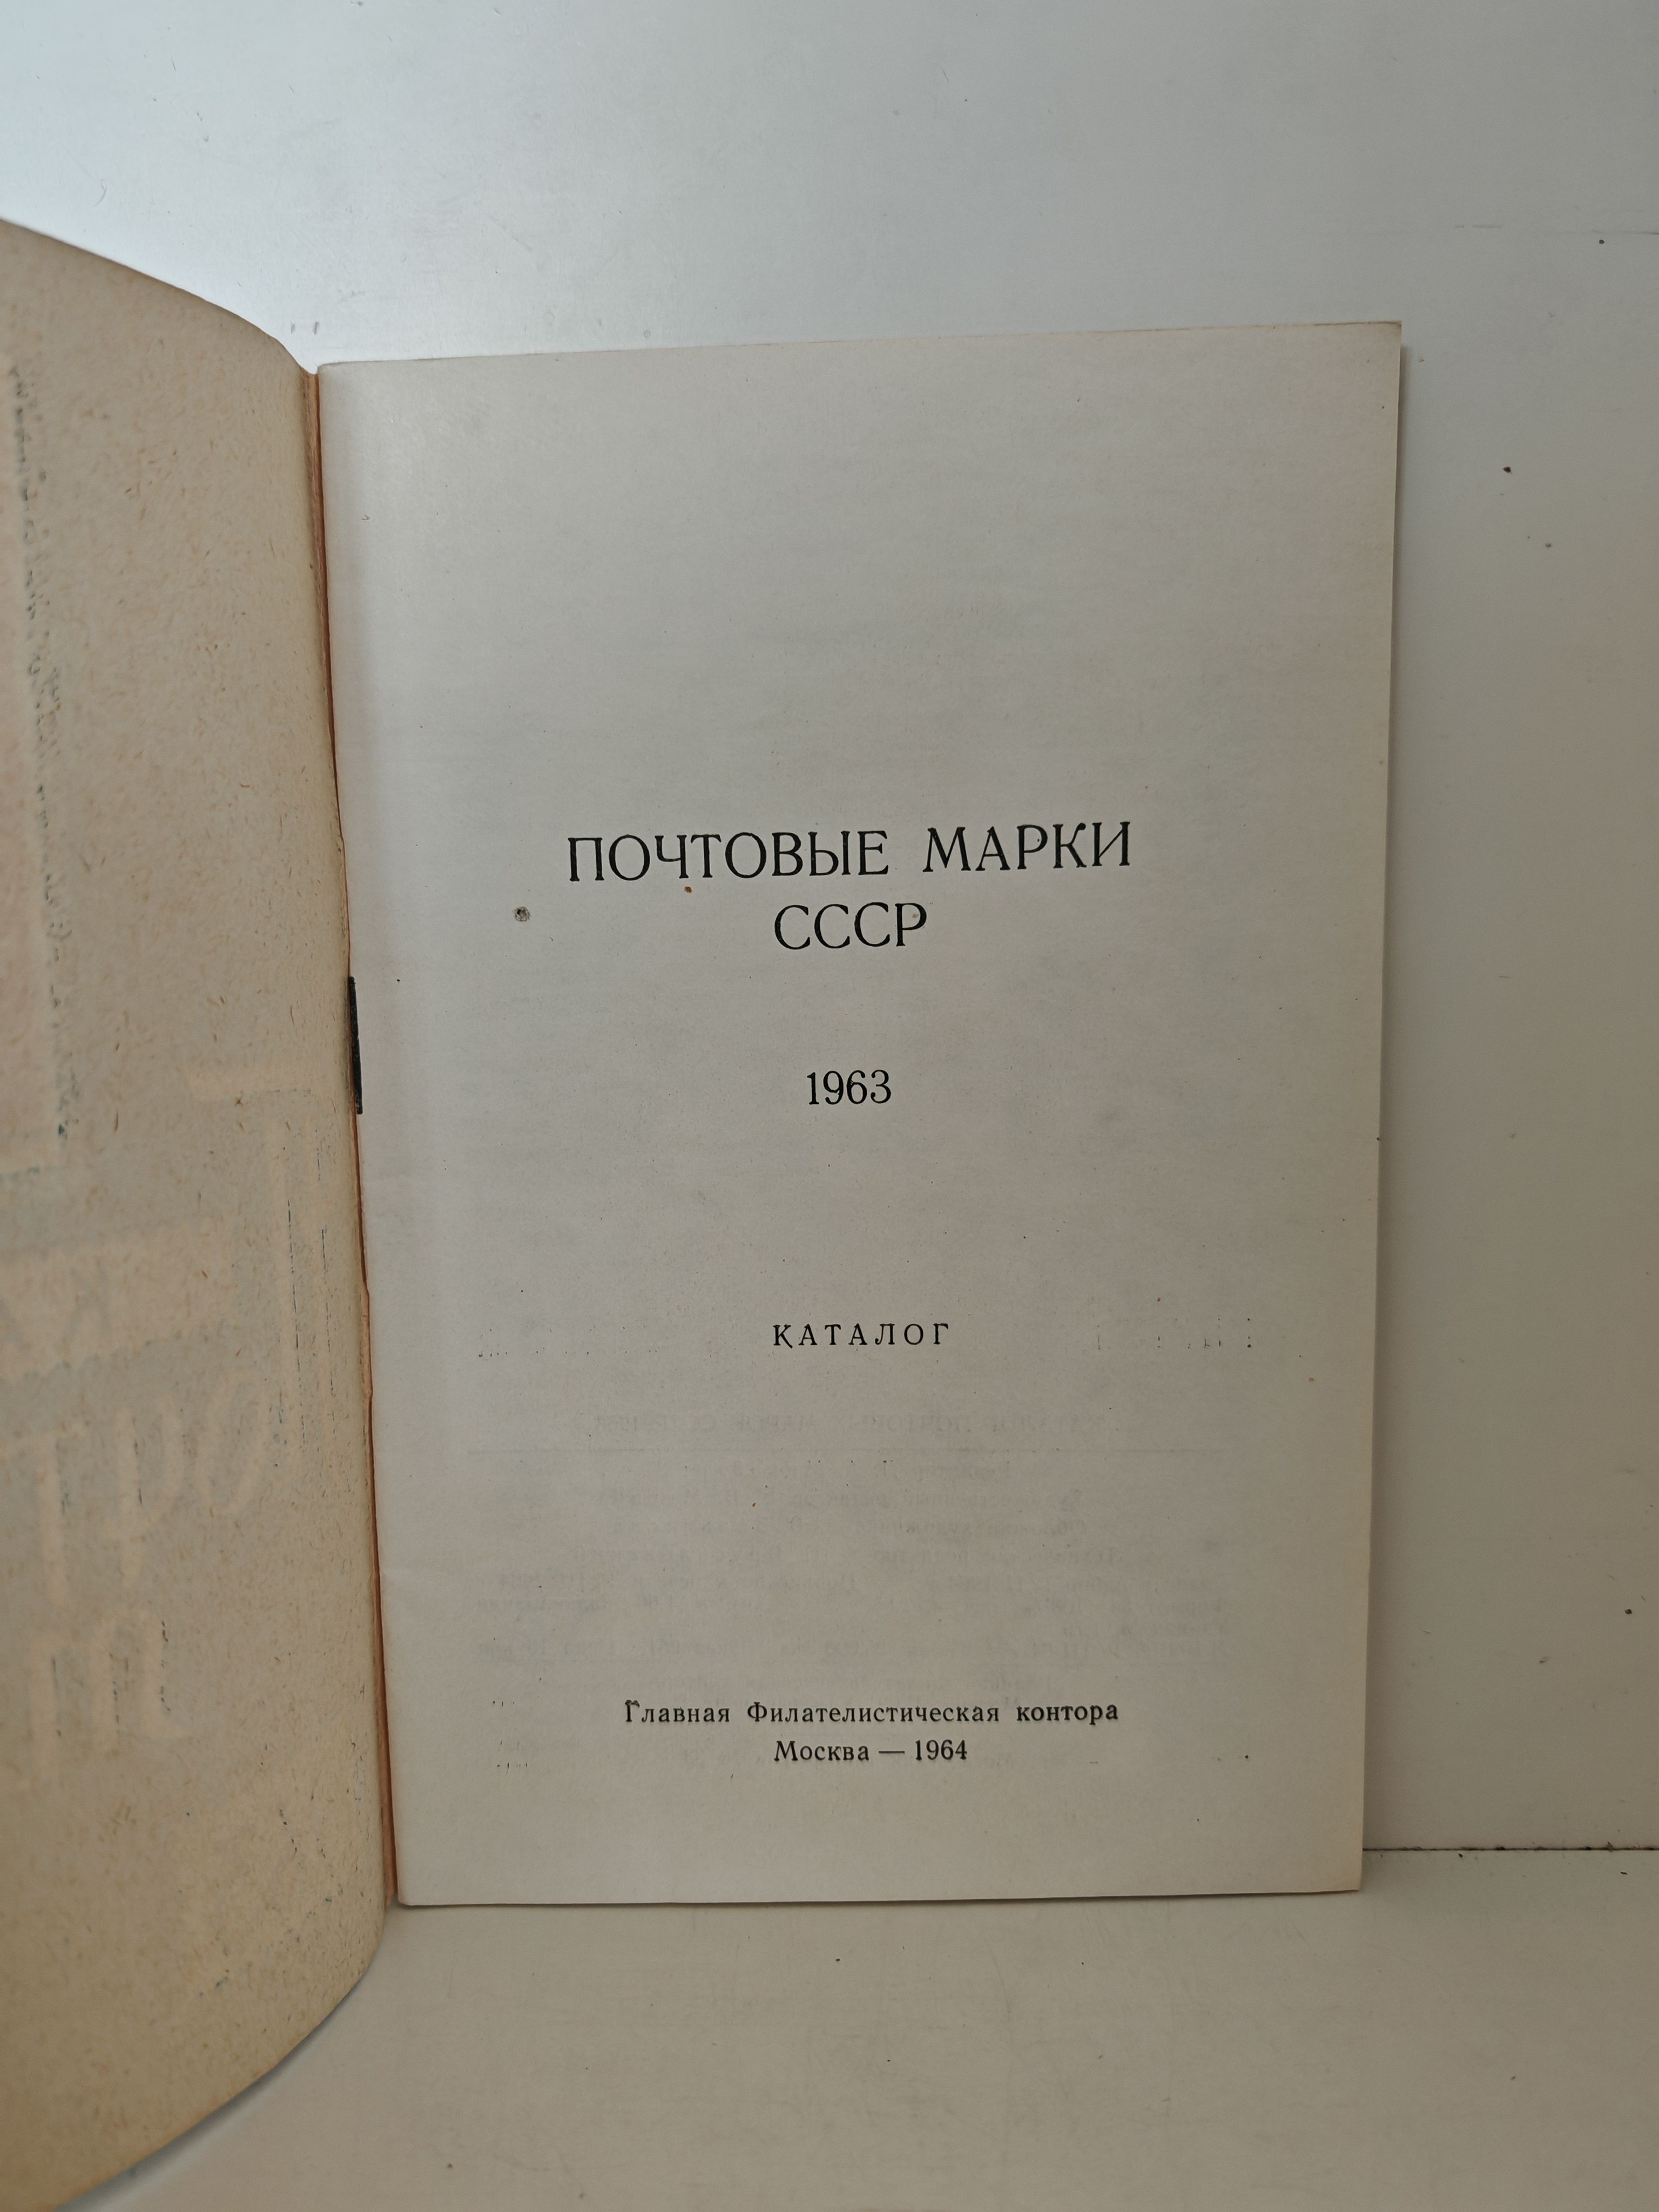 ПОЧТОВЫЕ МАРКИ
СССР
1963
КАТАЛОГ
Главная Филателистическая контора
Москва — 1964